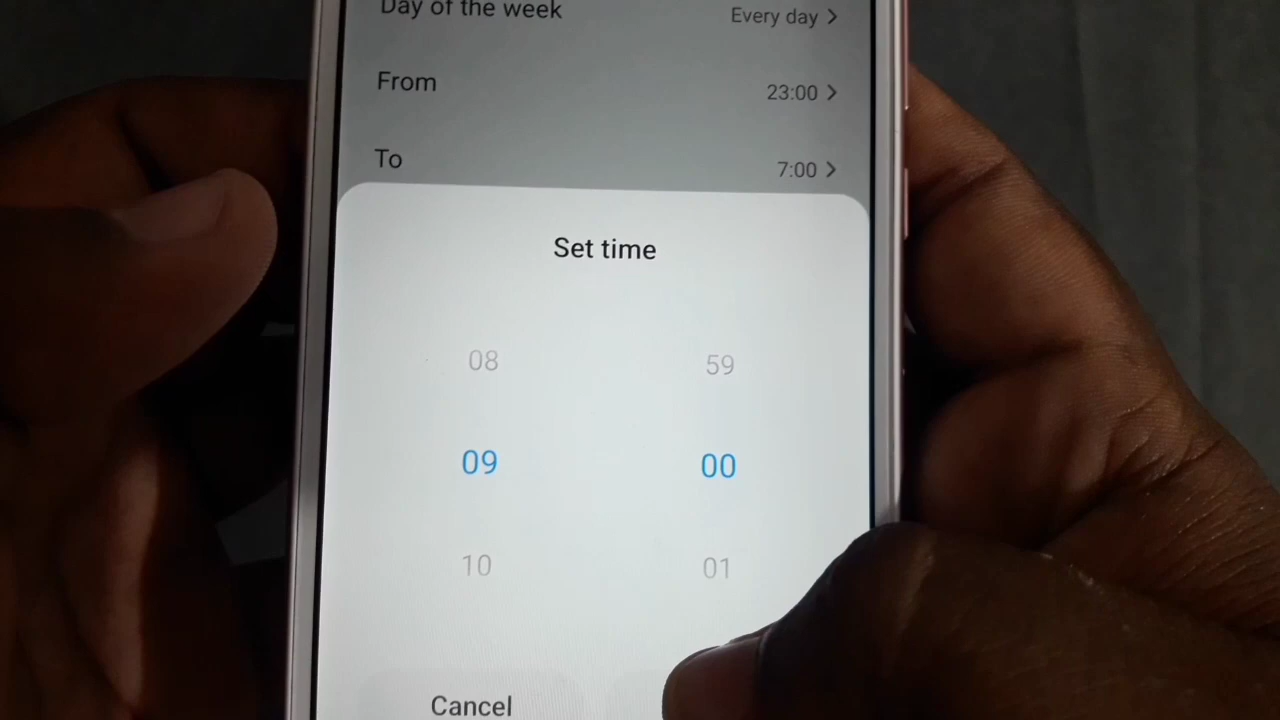 Day of the week Every day >
From 23:00 >
To 7:00 >
Set time
08 59
09 00
10 01
Cancel